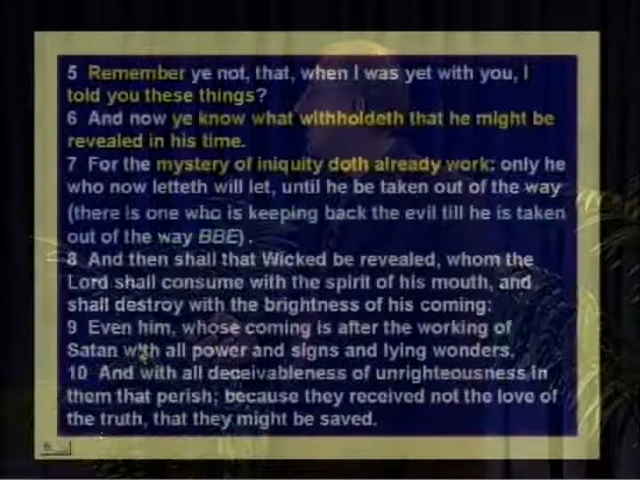 5 Remember ye not, that, when I was yet with you, I
told you these things?
6 And now ye know what withholdeth that he might be
revealed in his time.
7 For the mystery of iniquity doth already work: only he
who now letteth will let, until he be taken out of the way
(there is one who is keeping back the evil till he is taken
out of the way BBE).
8 And then shall that Wicked be revealed, whom the
Lord shall consume with the spirit of his mouth, and
shall destroy with the brightness of his coming:
9 Even him, whose coming is after the working of
Satan with all power and signs and lying wonders,
10 And with all deceivableness of unrighteousness in
them that perish; because they received not the love of
the truth, that they might be saved.